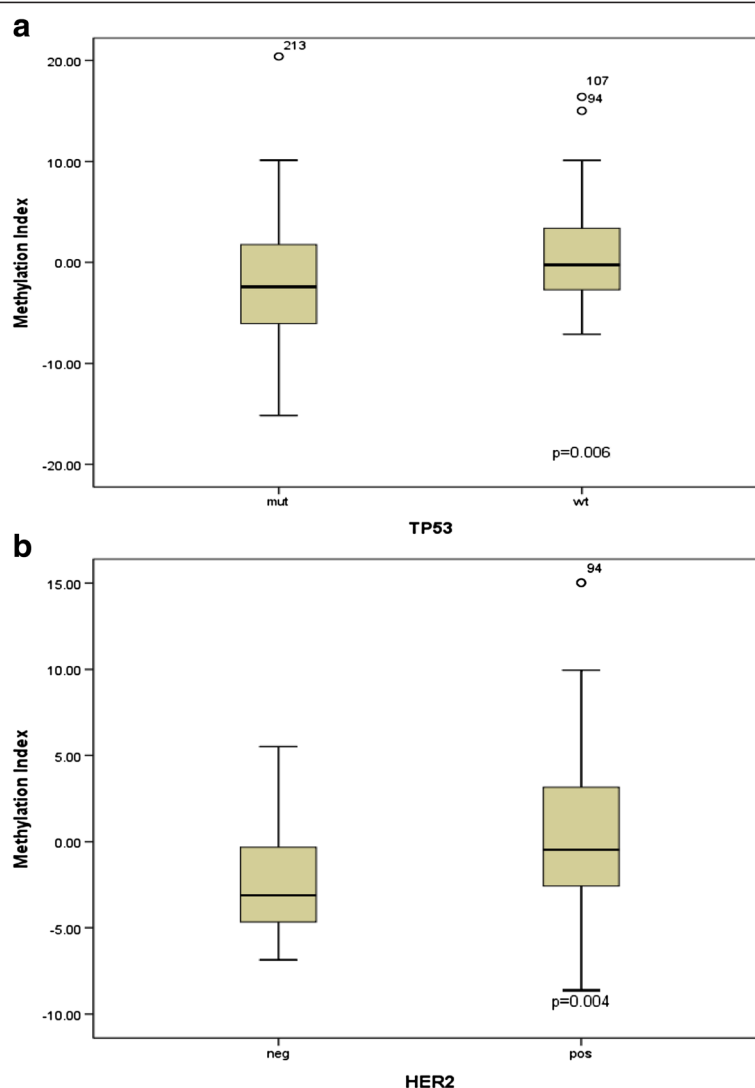 a
213
107
94
20.00
10.00
0.00
-10.00
-20.00
Methylation Index
p=0.006
mut
wt
TP53
b
94
15.00
10.00
5.00
0.00
-5.00
-10.00
Methylation Index
p=0.004
neg
pos
HER2